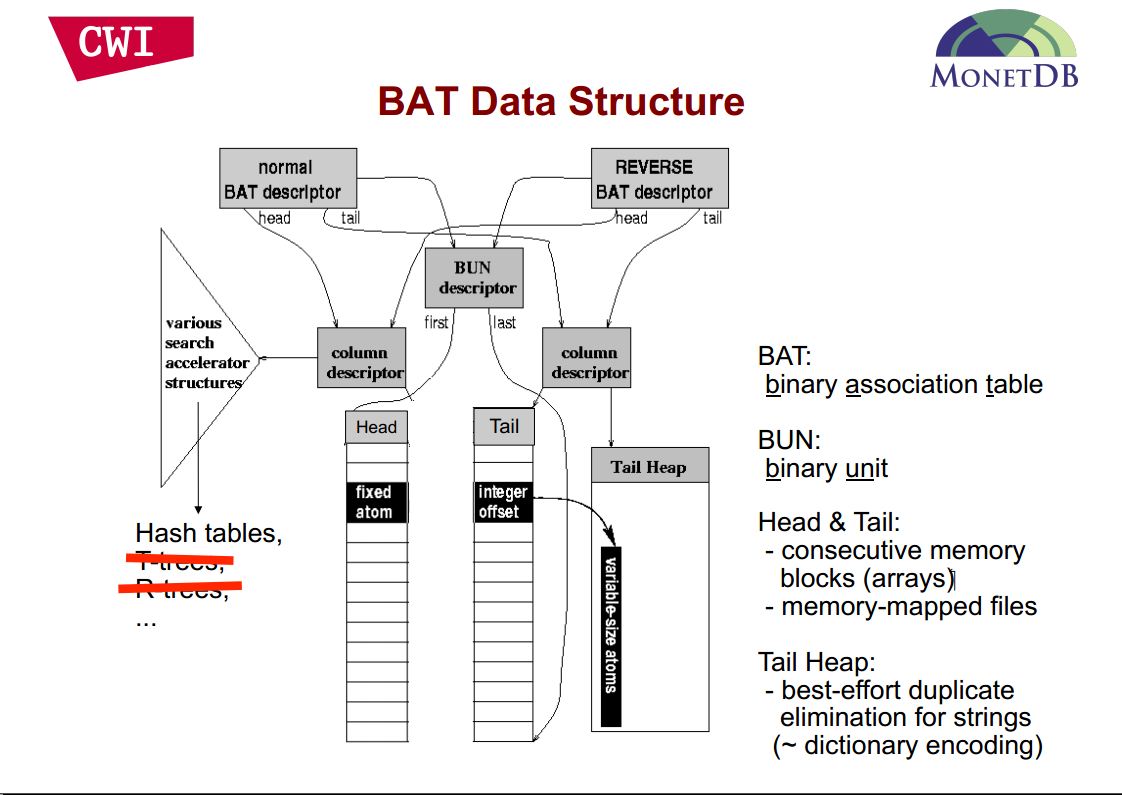 CWI
MONETDB
BAT Data Structure
normal
BAT descriptor
head
tail
REVERSE
BAT descriptor
head
tail
BUN
descriptor
first
last
various
search
accelerator
structures
column
descriptor
column
descriptor
Head
Tail
Tail Heap
fixed
atom
integer
offset
variable-size atoms
Hash tables,
T-trees,
R-trees,
...
BAT:
binary association table
BUN:
binary unit
Head & Tail:
- consecutive memory
blocks (arrays)
- memory-mapped files
Tail Heap:
- best-effort duplicate
elimination for strings
(~ dictionary encoding)